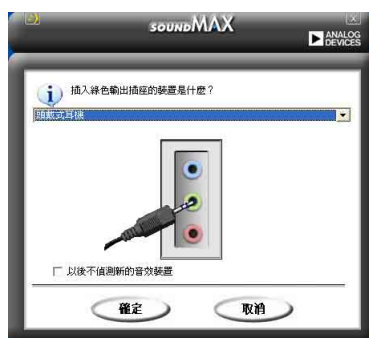 soundMAX
ANALOG
DEVICES
插入綠色輸出插座的裝置是什麼？
頭戴式耳機
以後不偵測新的音效裝置
確定
取消